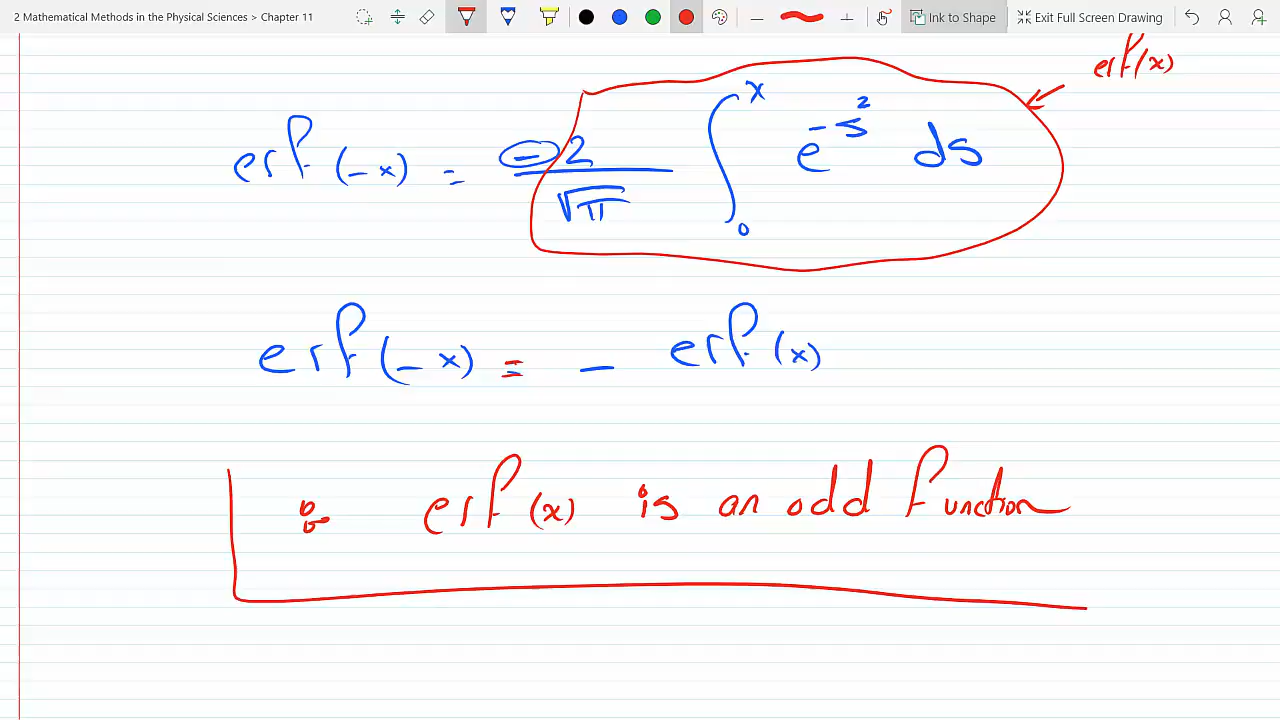 2 Mathematical Methods in the Physical Sciences > Chapter 11
Ink to Shape
Exit Full Screen Drawing
erf(x)
erf(-x) = -2/√π ∫₀ˣ e^{-s²} ds
erf(-x) = - erf(x)
erf(x) is an odd function